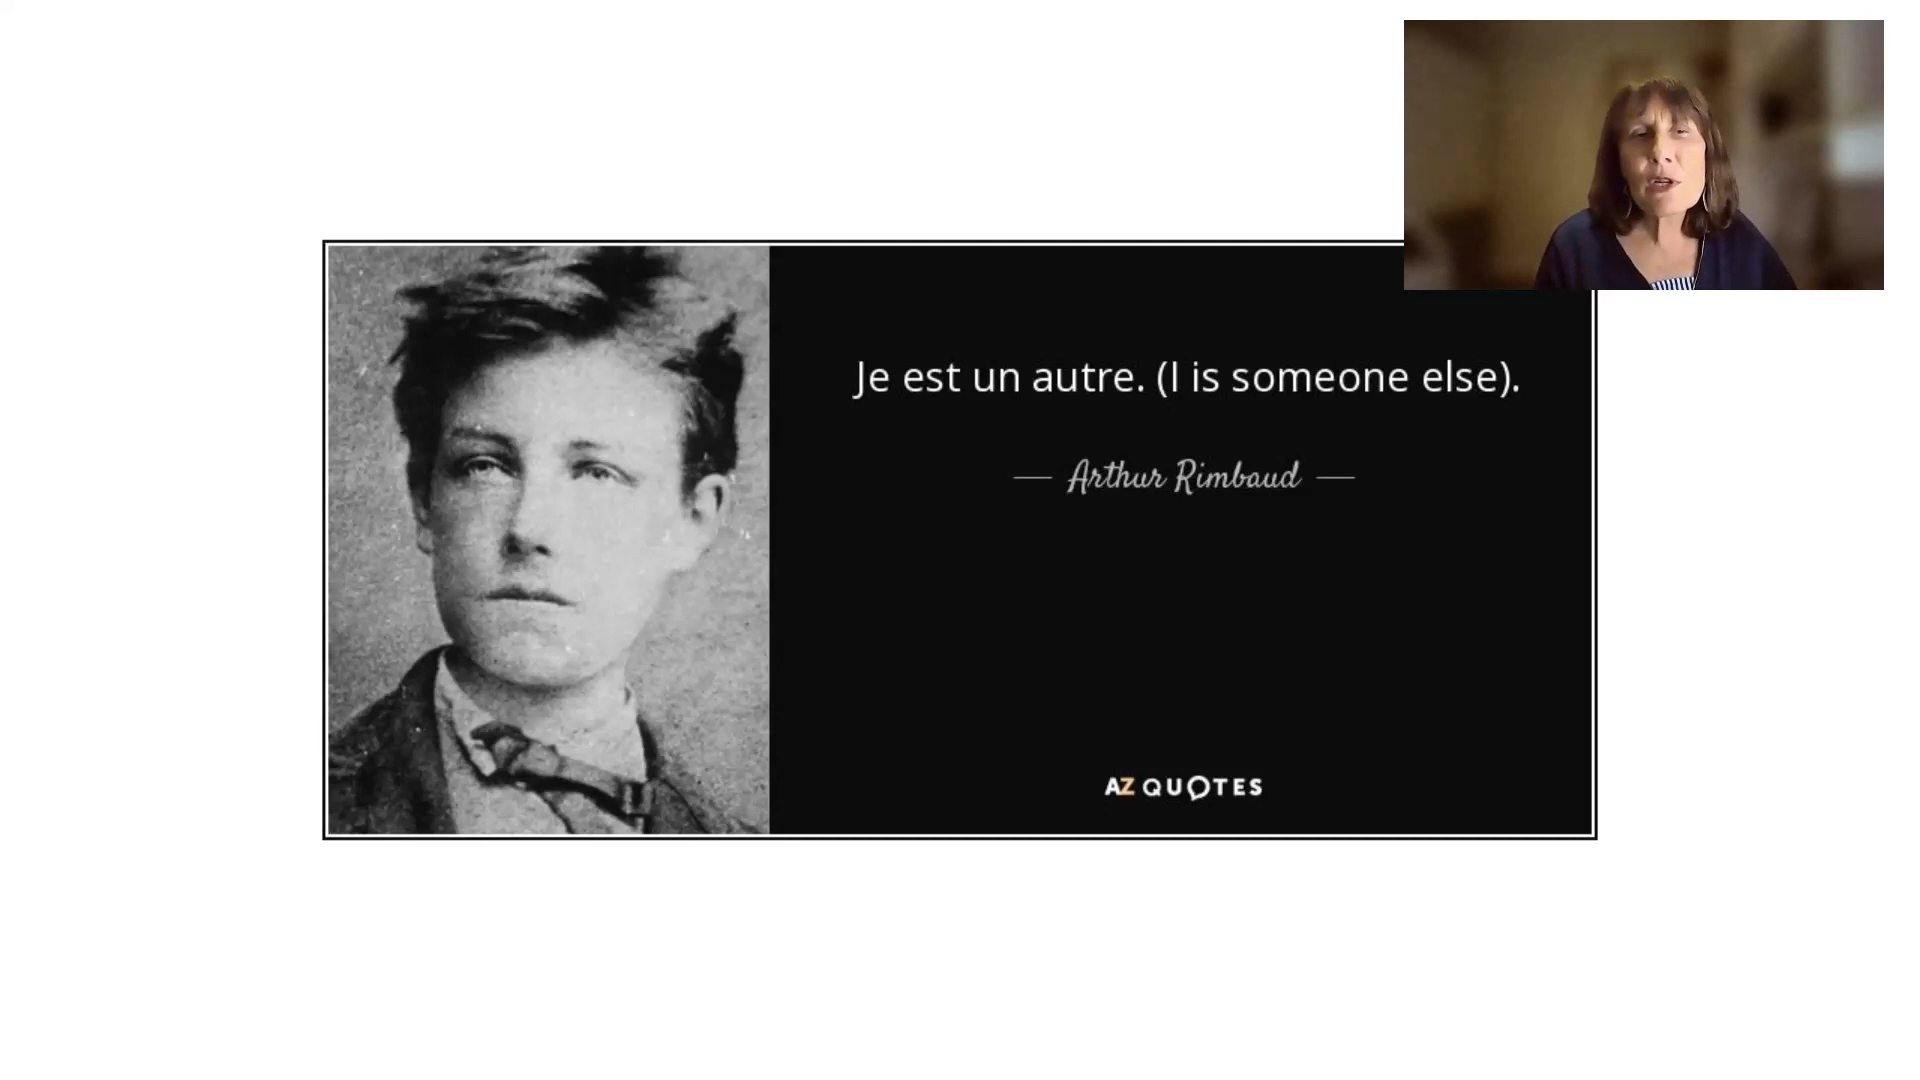 Je est un autre. (I is someone else).
— Arthur Rimbaud —
AZ QUOTES